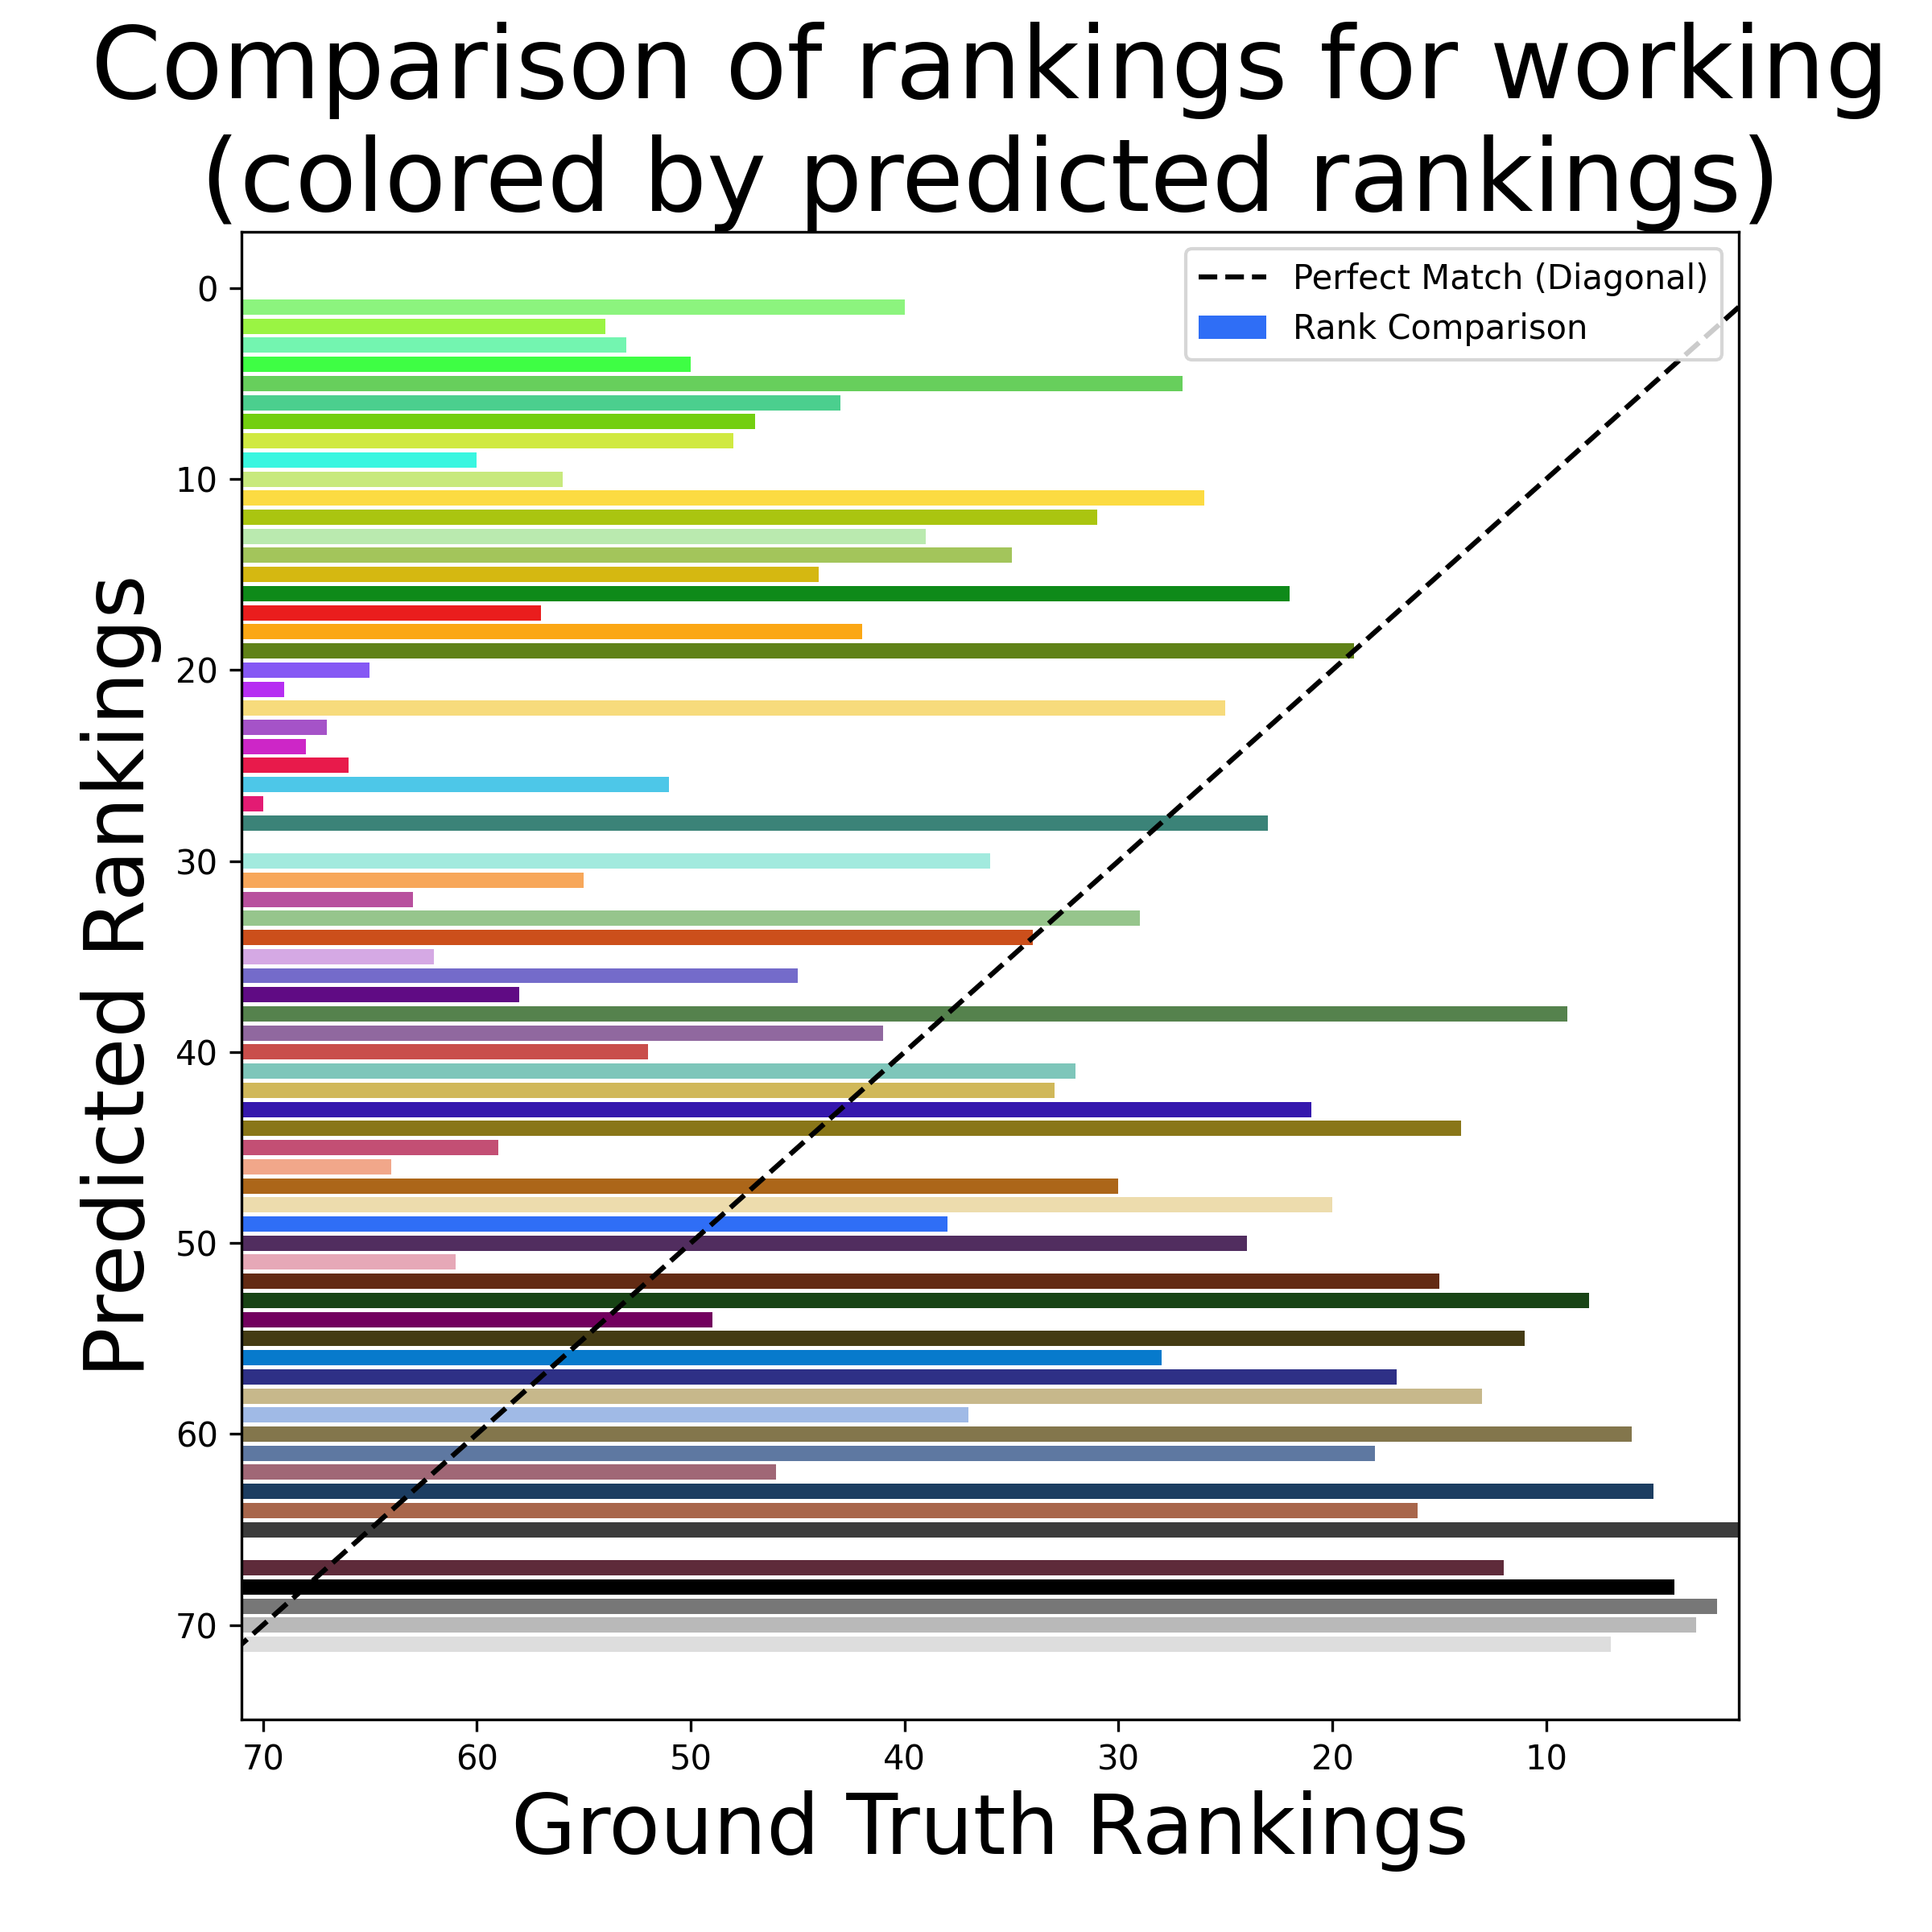 Comparison of rankings for working
(colored by predicted rankings)
Perfect Match (Diagonal)
Rank Comparison
Predicted Rankings
0
10
20
30
40
50
60
70
70 60 50 40 30 20 10
Ground Truth Rankings